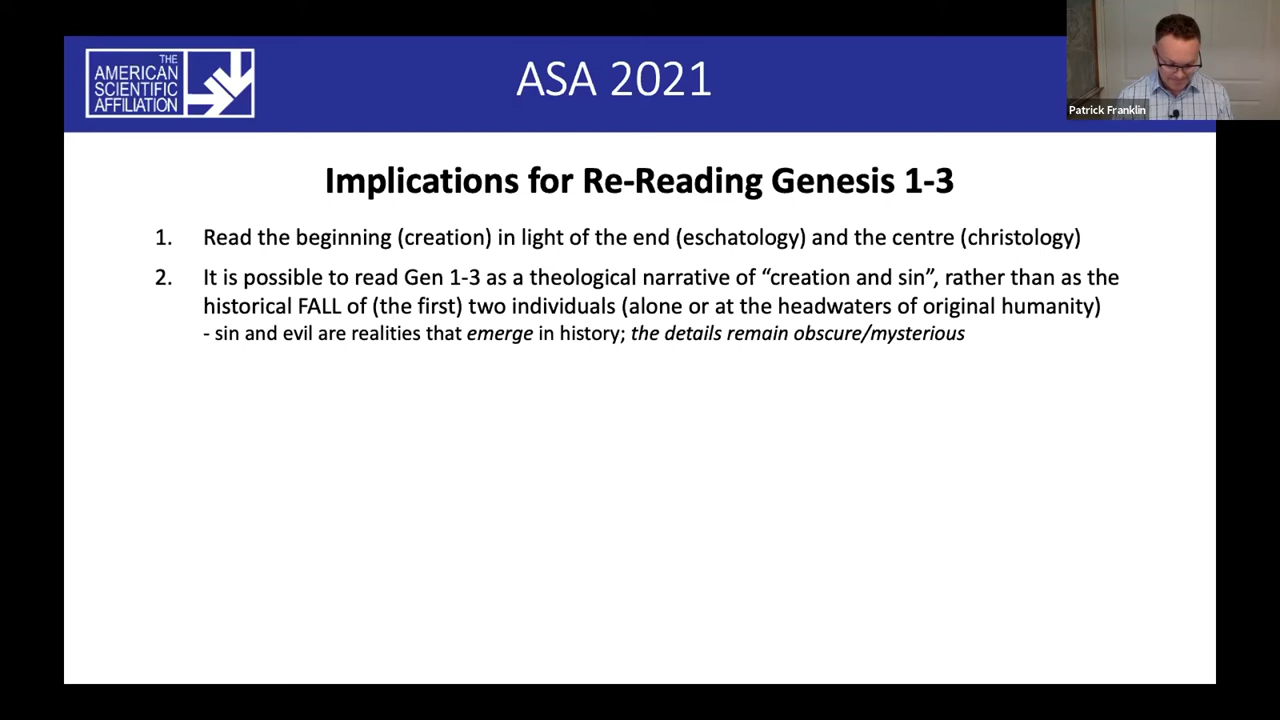 THE
AMERICAN
SCIENTIFIC
AFFILIATION
ASA 2021
Patrick Franklin
Implications for Re-Reading Genesis 1-3
1. Read the beginning (creation) in light of the end (eschatology) and the centre (christology)
2. It is possible to read Gen 1-3 as a theological narrative of “creation and sin”, rather than as the
historical FALL of (the first) two individuals (alone or at the headwaters of original humanity)
- sin and evil are realities that emerge in history; the details remain obscure/mysterious